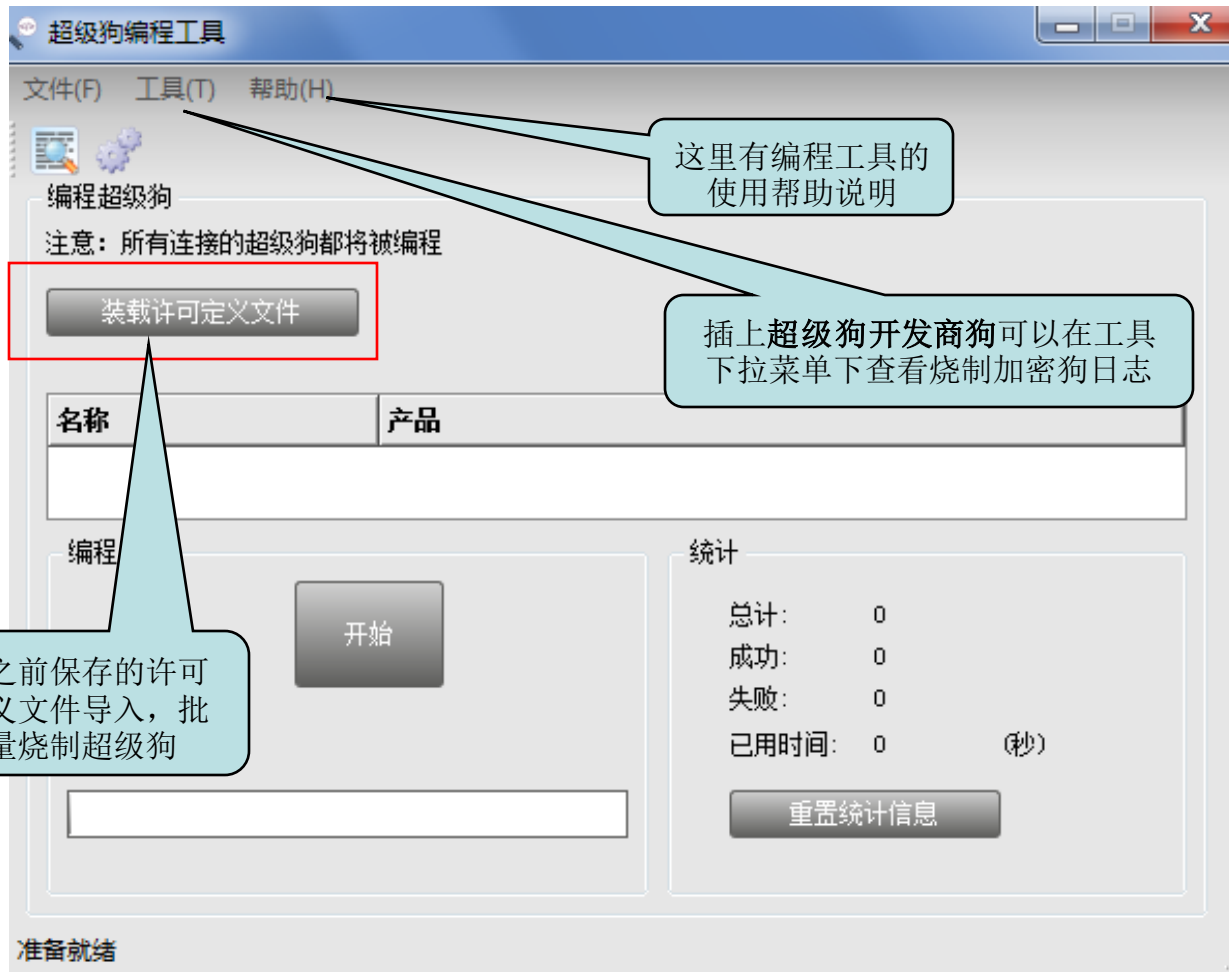 超级狗编程工具
文件(F) 工具(T) 帮助(H)
这里有编程工具的
使用帮助说明
编程超级狗
注意：所有连接的超级狗都将被编程
装载许可定义文件
插上超级狗开发商狗可以在工具
下拉菜单下查看烧制加密狗日志
名称 产品
编程
开始
之前保存的许可
义文件导入，批
量烧制超级狗
统计
总计: 0
成功: 0
失败: 0
已用时间: 0 (秒)
重置统计信息
准备就绪